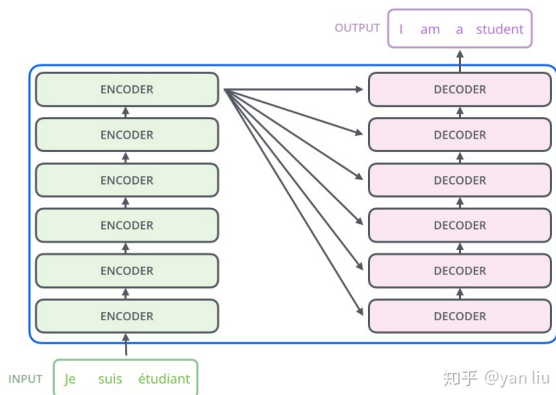 OUTPUT I am a student
ENCODER DECODER
ENCODER DECODER
ENCODER DECODER
ENCODER DECODER
ENCODER DECODER
ENCODER DECODER
INPUT Je suis étudiant
知乎 @yan liu